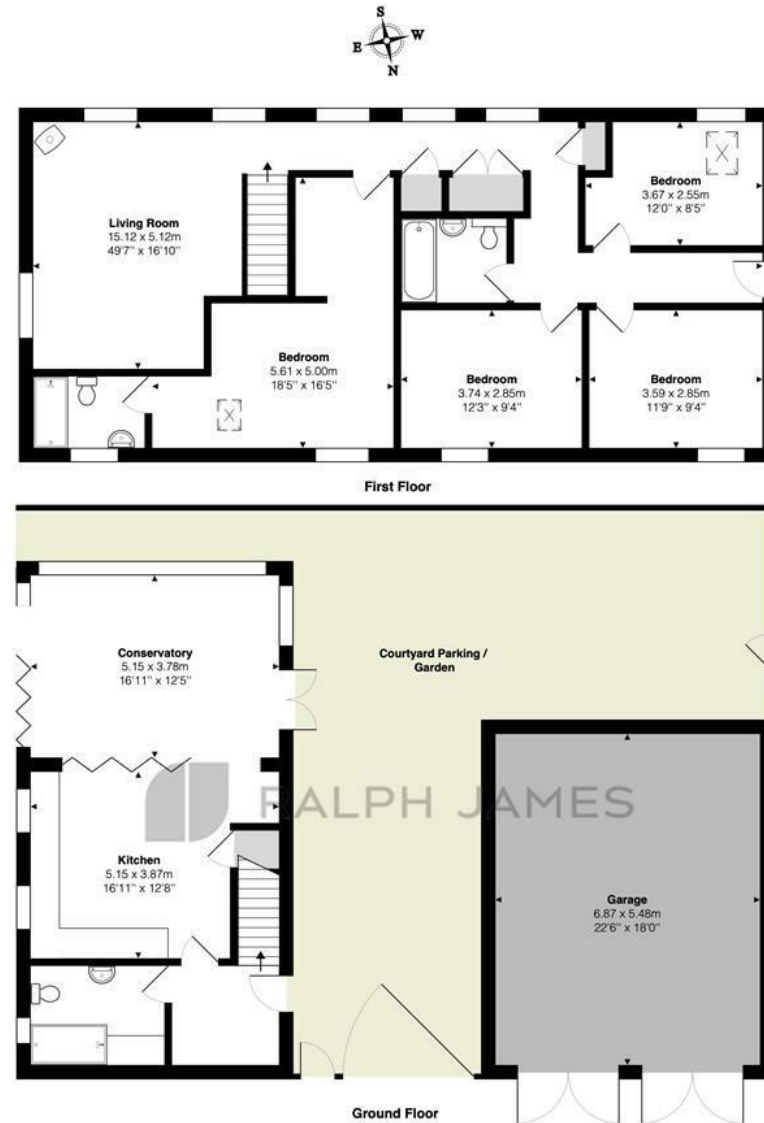 S
E
W
N
Living Room
15.12 x 5.12m
49'7" x 16'10"
Bedroom
3.67 x 2.55m
12'0" x 8'5"
Bedroom
5.61 x 5.00m
18'5" x 16'5"
Bedroom
3.74 x 2.85m
12'3" x 9'4"
Bedroom
3.59 x 2.85m
11'9" x 9'4"
First Floor
Conservatory
5.15 x 3.78m
16'11" x 12'5"
Courtyard Parking /
Garden
RALPH JAMES
Kitchen
5.15 x 3.87m
16'11" x 12'8"
Garage
6.87 x 5.48m
22'6" x 18'0"
Ground Floor